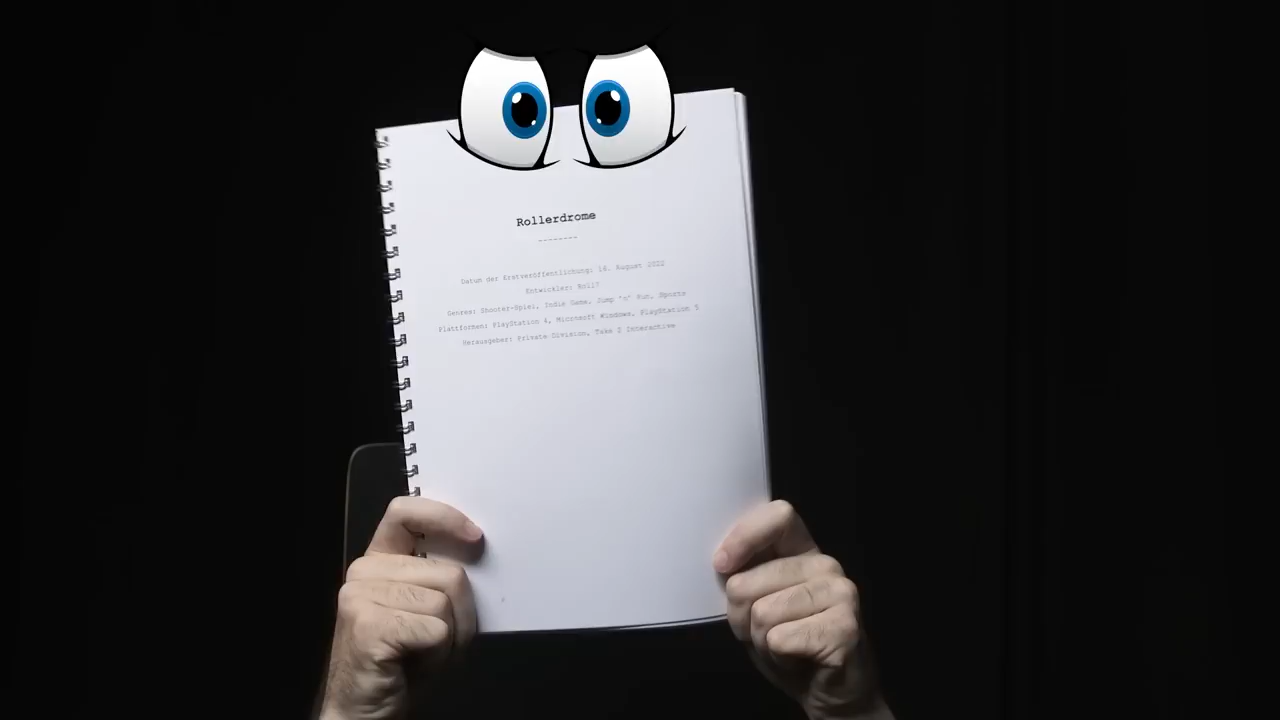 Rollerdrome
--------
Datum der Erstveröffentlichung: 16. August 2022
Entwickler: Roll7
Genres: Shooter-Spiel, Indie Game, Jump 'n' Run, Sports
Plattformen: PlayStation 4, Microsoft Windows, PlayStation 5
Herausgeber: Private Division, Take 2 Interactive